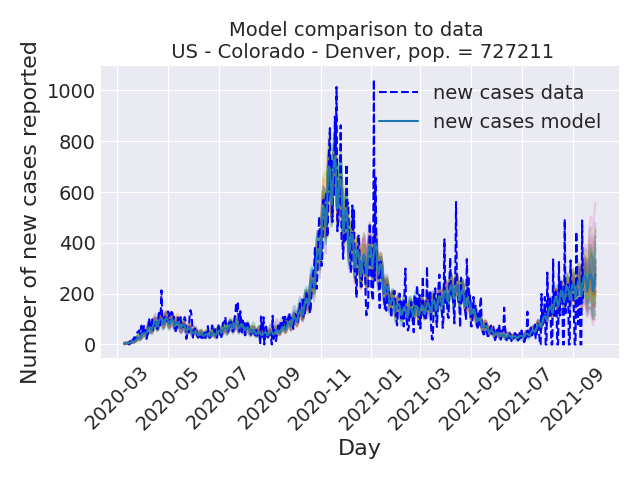 Model comparison to data
US - Colorado - Denver, pop. = 727211
Number of new cases reported
1000
800
600
400
200
0
new cases data
new cases model
2020-03
2020-05
2020-07
2020-09
2020-11
2021-01
2021-03
2021-05
2021-07
2021-09
Day